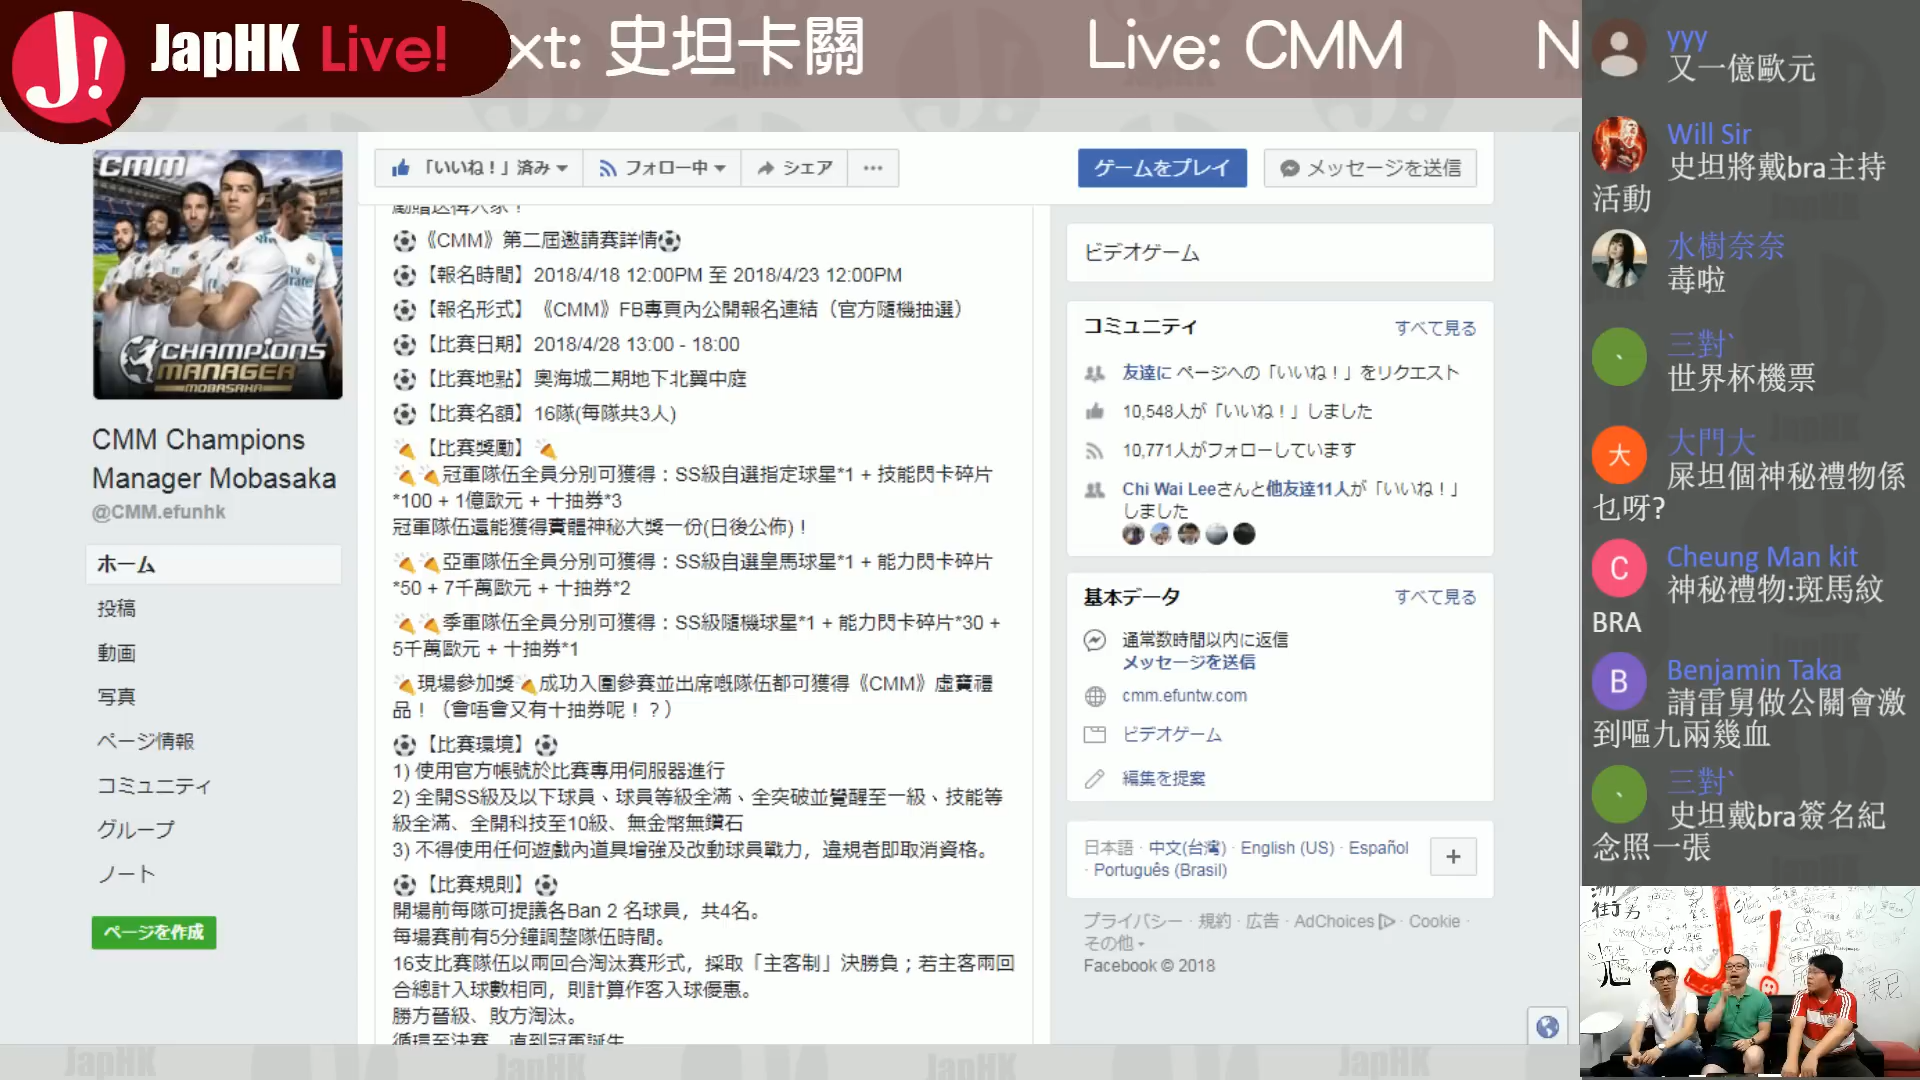 JapHK Live!
xt: 史坦卡關
Live: CMM
N
CMM
CHAMPIONS
MANAGER
MOBASAKA
CMM Champions
Manager Mobasaka
@CMM.efunhk
ホーム
投稿
動画
写真
ページ情報
コミュニティ
グループ
ノート
ページを作成
「いいね！」済み
フォロー中
シェア
ゲームをプレイ
メッセージを送信
《CMM》第二屆邀請賽詳情
【報名時間】2018/4/18 12:00PM 至 2018/4/23 12:00PM
【報名形式】《CMM》FB專頁內公開報名連結（官方隨機抽選）
【比賽日期】2018/4/28 13:00 - 18:00
【比賽地點】奧海城二期地下北翼中庭
【比賽名額】16隊(每隊共3人)
【比賽獎勵】
冠軍隊伍全員分別可獲得：SS級自選指定球星*1 + 技能閃卡碎片
*100 + 1億歐元 + 十抽券*3
冠軍隊伍還能獲得實體神秘大獎一份(日後公佈)！
亞軍隊伍全員分別可獲得：SS級自選皇馬球星*1 + 能力閃卡碎片
*50 + 7千萬歐元 + 十抽券*2
季軍隊伍全員分別可獲得：SS級隨機球星*1 + 能力閃卡碎片*30 +
5千萬歐元 + 十抽券*1
現場參加獎 成功入圍參賽並出席嘅隊伍都可獲得《CMM》虛寶禮
品！（會唔會又有十抽券呢！？）
【比賽環境】
1) 使用官方帳號於比賽專用伺服器進行
2) 全開SS級及以下球員、球員等級全滿、全突破並覺醒至一級、技能等
級全滿、全開科技至10級、無金幣無鑽石
3) 不得使用任何遊戲內道具增強及改動球員戰力，違規者即取消資格。
【比賽規則】
開場前每隊可提議各Ban 2 名球員，共4名。
每場賽前有5分鐘調整隊伍時間。
16支比賽隊伍以兩回合淘汰賽形式，採取「主客制」決勝負；若主客兩回
合總計入球數相同，則計算作客入球優惠。
勝方晉級、敗方淘汰。
循環至決賽，直到冠軍誕生
ビデオゲーム
コミュニティ
すべて見る
友達に ページへの「いいね！」をリクエスト
10,548人が「いいね！」しました
10,771人がフォローしています
Chi Wai Leeさんと他友達11人が「いいね！」
しました
基本データ
すべて見る
通常数時間以内に返信
メッセージを送信
cmm.efuntw.com
ビデオゲーム
編集を提案
日本語 · 中文(台灣) · English (US) · Español
· Português (Brasil)
プライバシー · 規約 · 広告 · AdChoices · Cookie ·
その他
Facebook © 2018
yyy
又一億歐元
Will Sir
史坦將戴bra主持
活動
水樹奈奈
毒啦
三對`
世界杯機票
大
大門大
屎坦個神秘禮物係
乜呀?
C
Cheung Man kit
神秘禮物:斑馬紋
BRA
B
Benjamin Taka
請雷舅做公關會激
到嘔九兩幾血
三對`
史坦戴bra簽名紀
念照一張